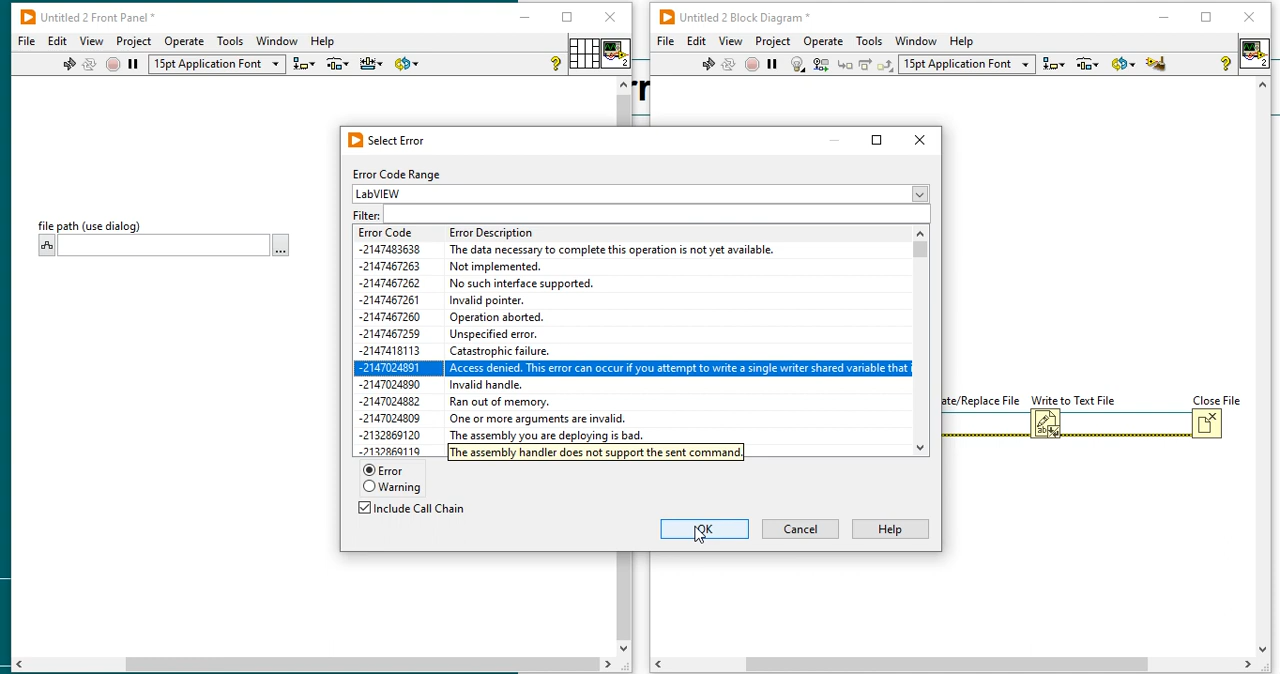 Untitled 2 Front Panel *
File Edit View Project Operate Tools Window Help
15pt Application Font
?
2
file path (use dialog)
...
Untitled 2 Block Diagram *
File Edit View Project Operate Tools Window Help
15pt Application Font
?
2
Select Error
Error Code Range
LabVIEW
Filter:
Error Code Error Description
-2147483638 The data necessary to complete this operation is not yet available.
-2147467263 Not implemented.
-2147467262 No such interface supported.
-2147467261 Invalid pointer.
-2147467260 Operation aborted.
-2147467259 Unspecified error.
-2147418113 Catastrophic failure.
-2147024891 Access denied. This error can occur if you attempt to write a single writer shared variable that
-2147024890 Invalid handle.
-2147024882 Ran out of memory.
-2147024809 One or more arguments are invalid.
-2132869120 The assembly you are deploying is bad.
-2132869119 The assembly handler does not support the sent command.
Error
Warning
Include Call Chain
OK Cancel Help
ate/Replace File Write to Text File Close File